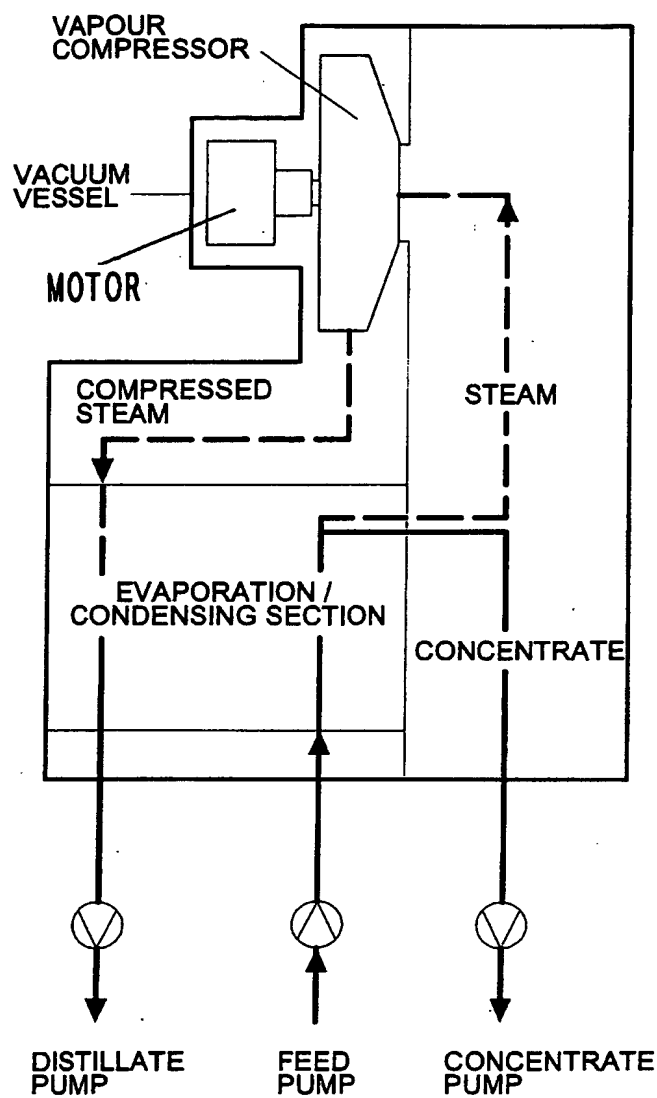 VAPOUR
COMPRESSOR
VACUUM
VESSEL
MOTOR
COMPRESSED
STEAM
STEAM
EVAPORATION /
CONDENSING SECTION
CONCENTRATE
DISTILLATE
PUMP
FEED
PUMP
CONCENTRATE
PUMP